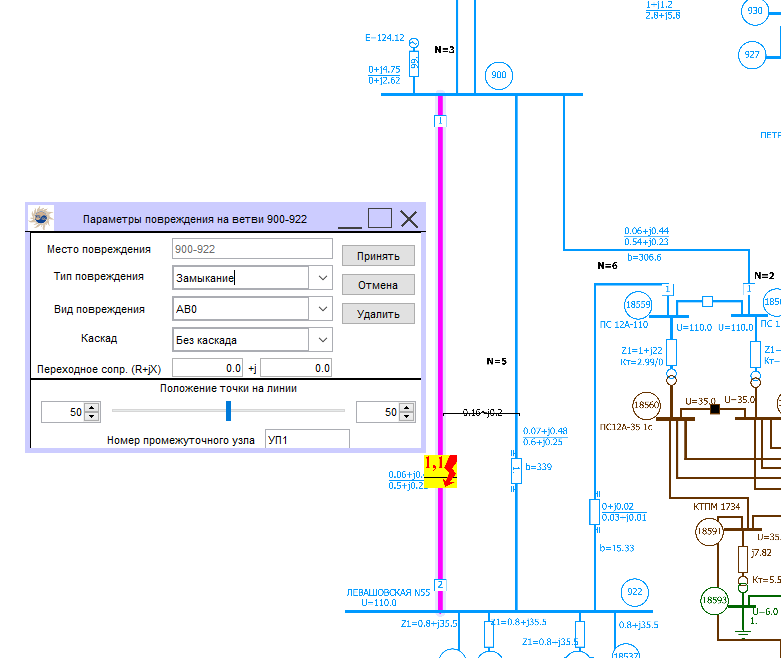 1-j1.2
2.8+j5.8
930
927
E-124.12
N=3
0+j4.75
0+j2.62
900
1
ПЕТР
Параметры повреждения на ветви 900-922
Место повреждения
900-922
Принять
Тип повреждения
Замыкание
Отмена
Вид повреждения
AB0
Удалить
Каскад
Без каскада
Переходное сопр. (R+jX)
0.0
+j
0.0
Положение точки на линии
50
50
Номер промежуточного узла
УП1
0.06+j0.44
0.54+j0.23
b=306.6
N=6
N=2
1
1
18559
ПС 12А-110
U=110.0
U=110.0
ПС 1
Z1=1+j22
Кт=2.99/0
Z1-
Кт-
N=5
18560
U=35.0
U-35.0
ПС12А-35 1с
0.16-j0.2
0.07+j0.48
0.6+j0.25
b=339
1.
1,1
0.06+j0.
0.5+j0.2
0+j0.02
0.03-j0.01
b=15.33
КТПМ 1734
18591
U=35.
j7.82
Кт=5.5
18593
U-6.0
1.
2
ЛЕВАШОВСКАЯ N55
U-110.0
922
Z1=0.8+j35.5
Z1=0.8+j35.5
0.8+j35.5
Z1=0.8-j35.5
18537